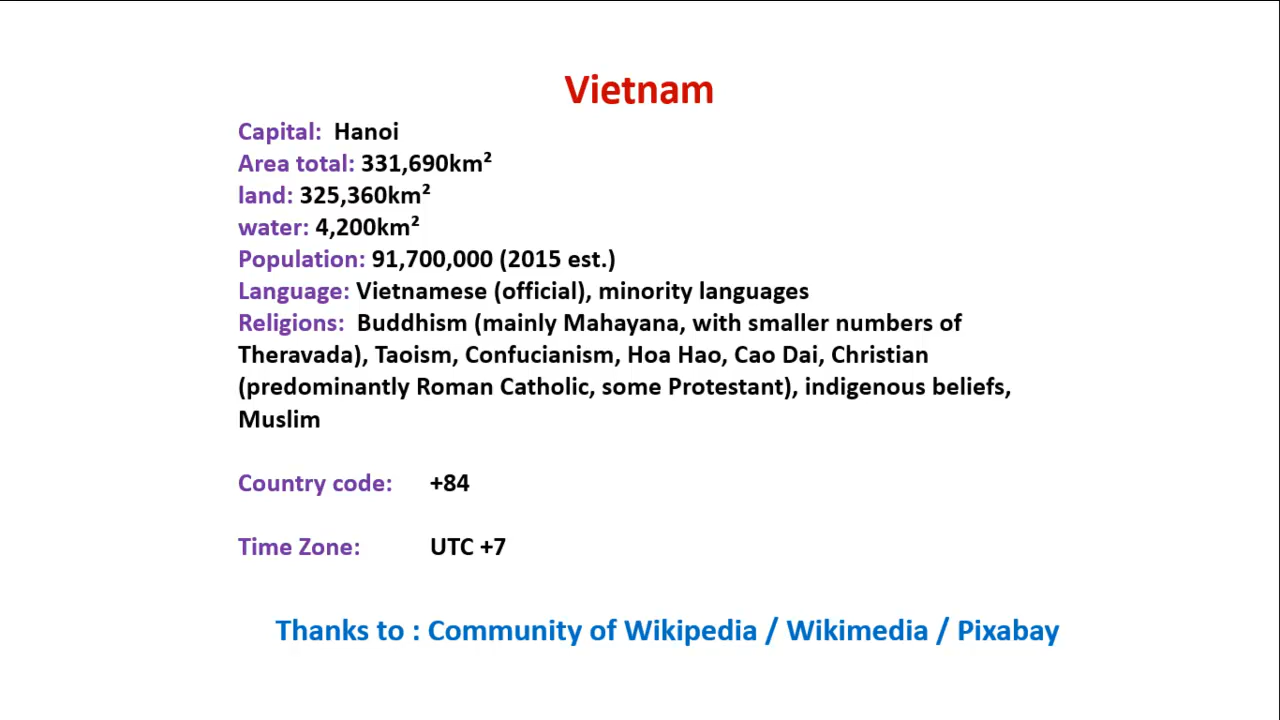 Vietnam
Capital: Hanoi
Area total: 331,690km²
land: 325,360km²
water: 4,200km²
Population: 91,700,000 (2015 est.)
Language: Vietnamese (official), minority languages
Religions: Buddhism (mainly Mahayana, with smaller numbers of
Theravada), Taoism, Confucianism, Hoa Hao, Cao Dai, Christian
(predominantly Roman Catholic, some Protestant), indigenous beliefs,
Muslim
Country code: +84
Time Zone: UTC +7
Thanks to : Community of Wikipedia / Wikimedia / Pixabay